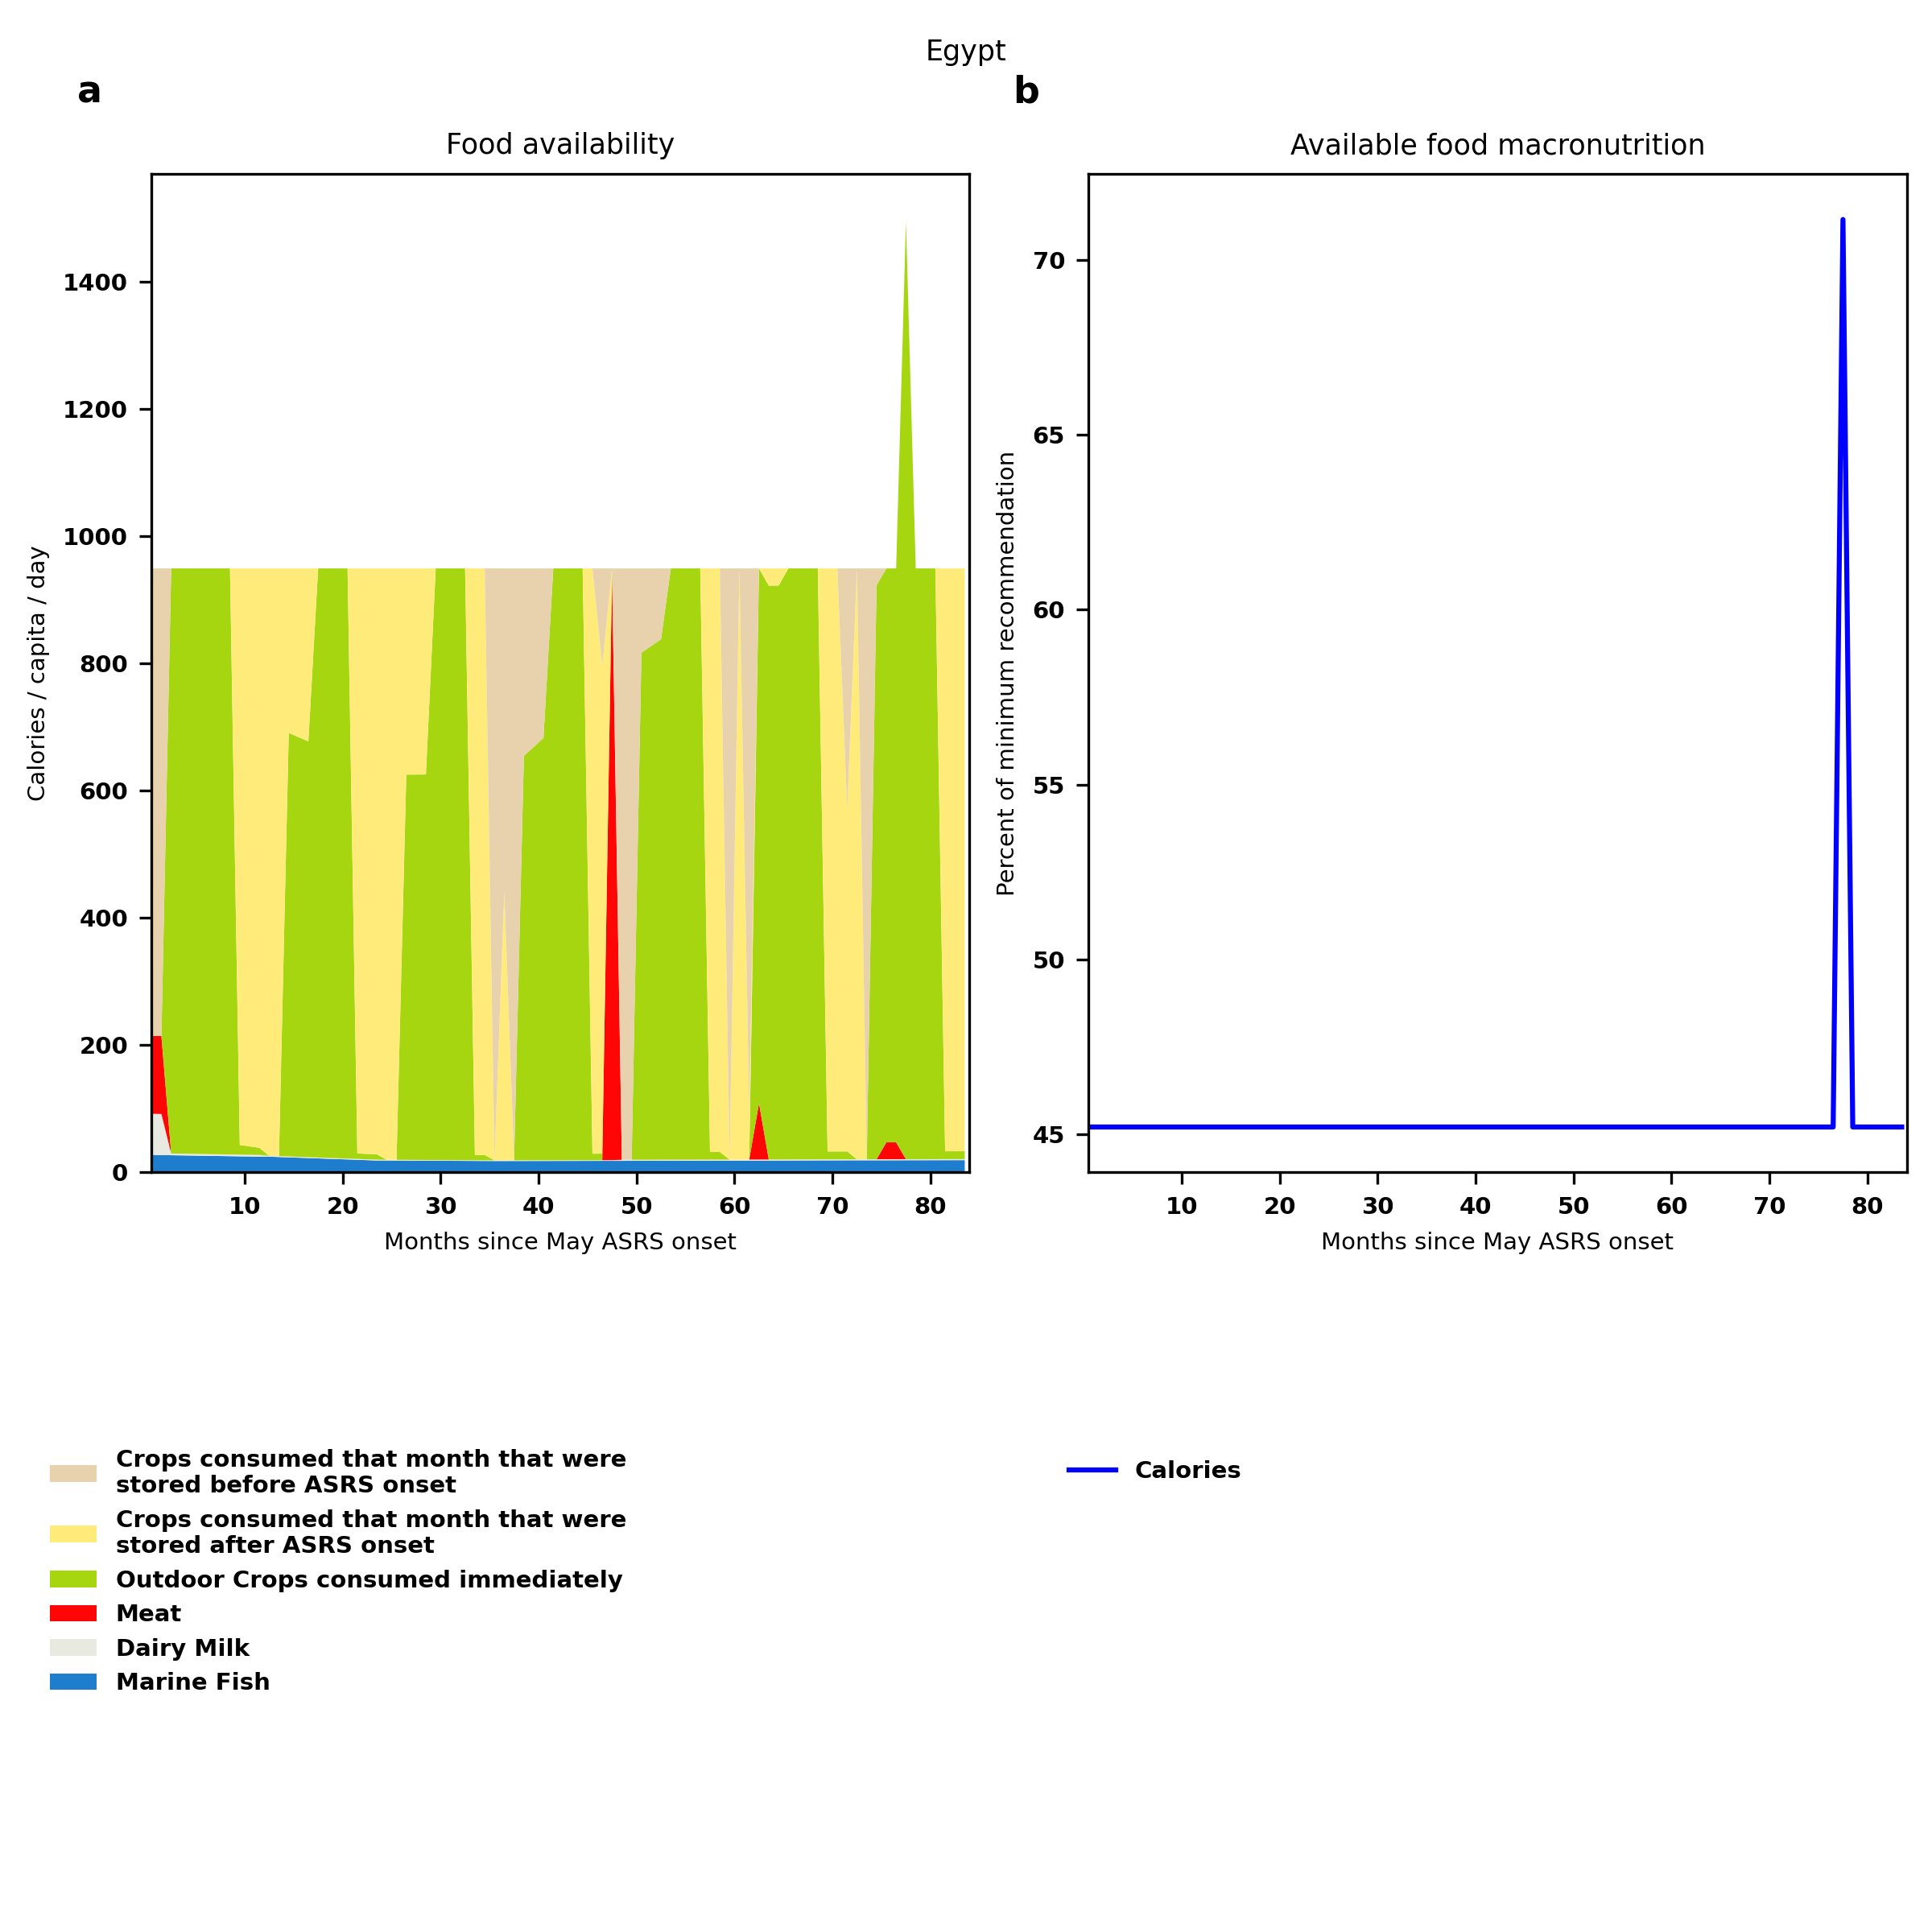 Egypt
a
Food availability
1400
1200
1000
800
600
400
200
0
Calories / capita / day
10 20 30 40 50 60 70 80
Months since May ASRS onset
b
Available food macronutrition
70
65
60
55
50
45
Percent of minimum recommendation
10 20 30 40 50 60 70 80
Months since May ASRS onset
Crops consumed that month that were
stored before ASRS onset
Crops consumed that month that were
stored after ASRS onset
Outdoor Crops consumed immediately
Meat
Dairy Milk
Marine Fish
Calories